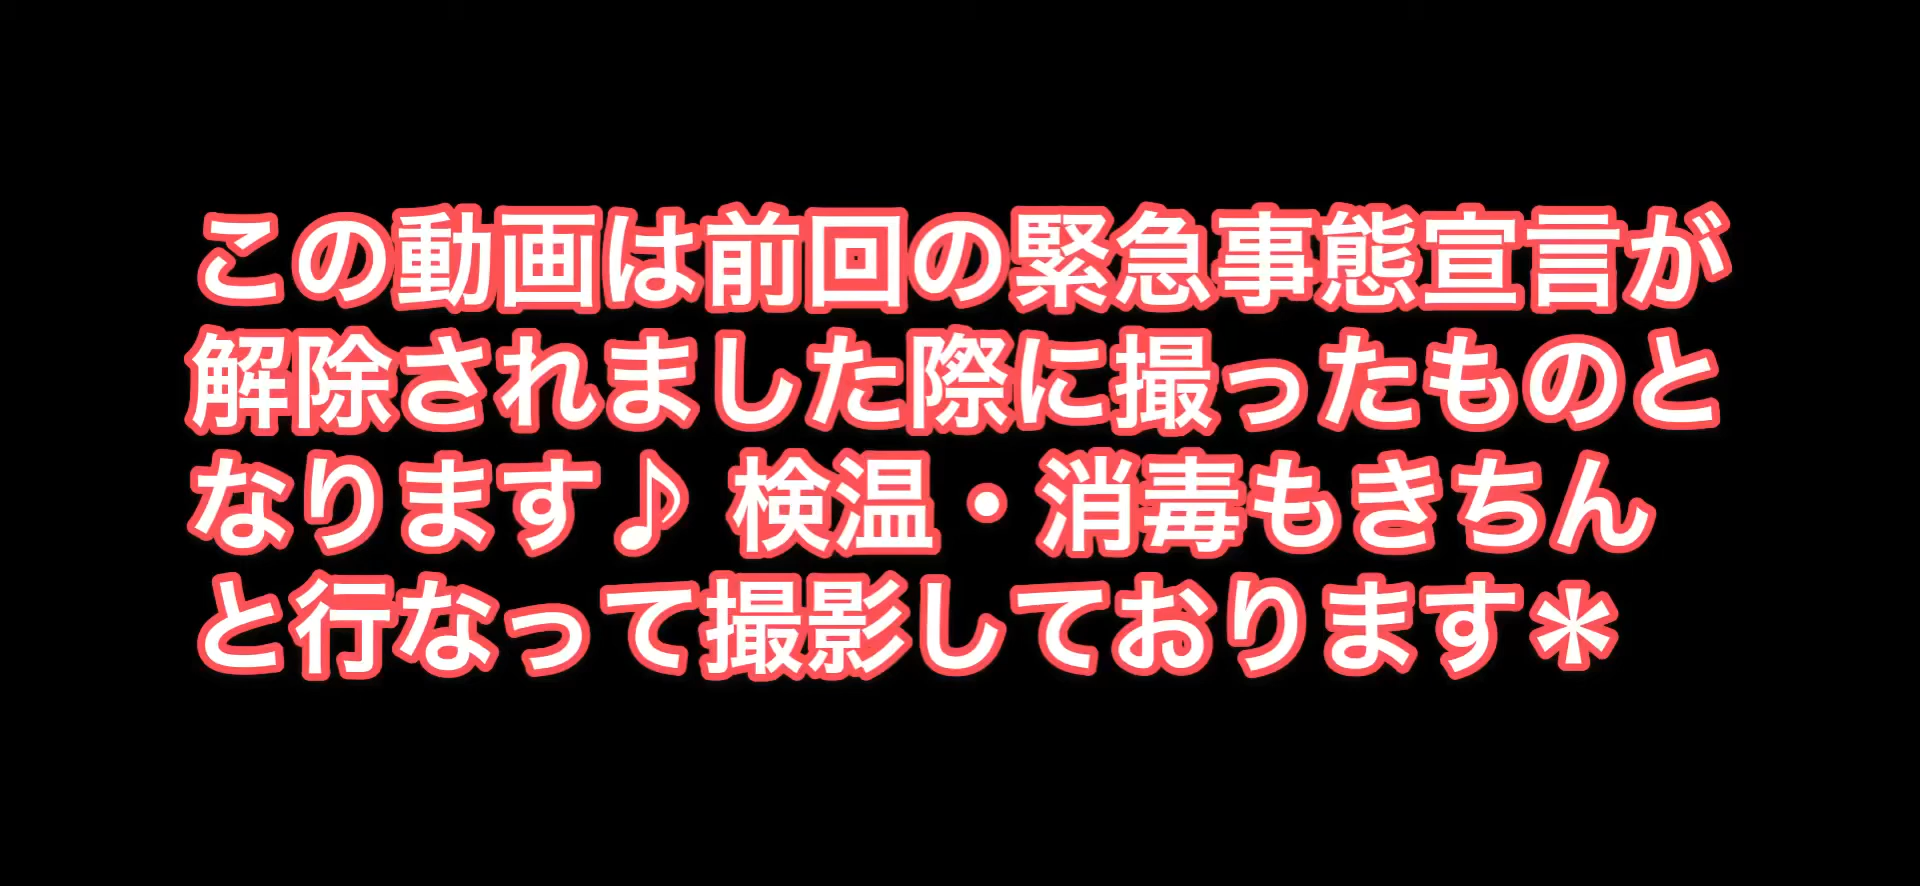 この動画は前回の緊急事態宣言が
解除されました際に撮ったものと
なります♪ 検温・消毒もきちん
と行なって撮影しております＊